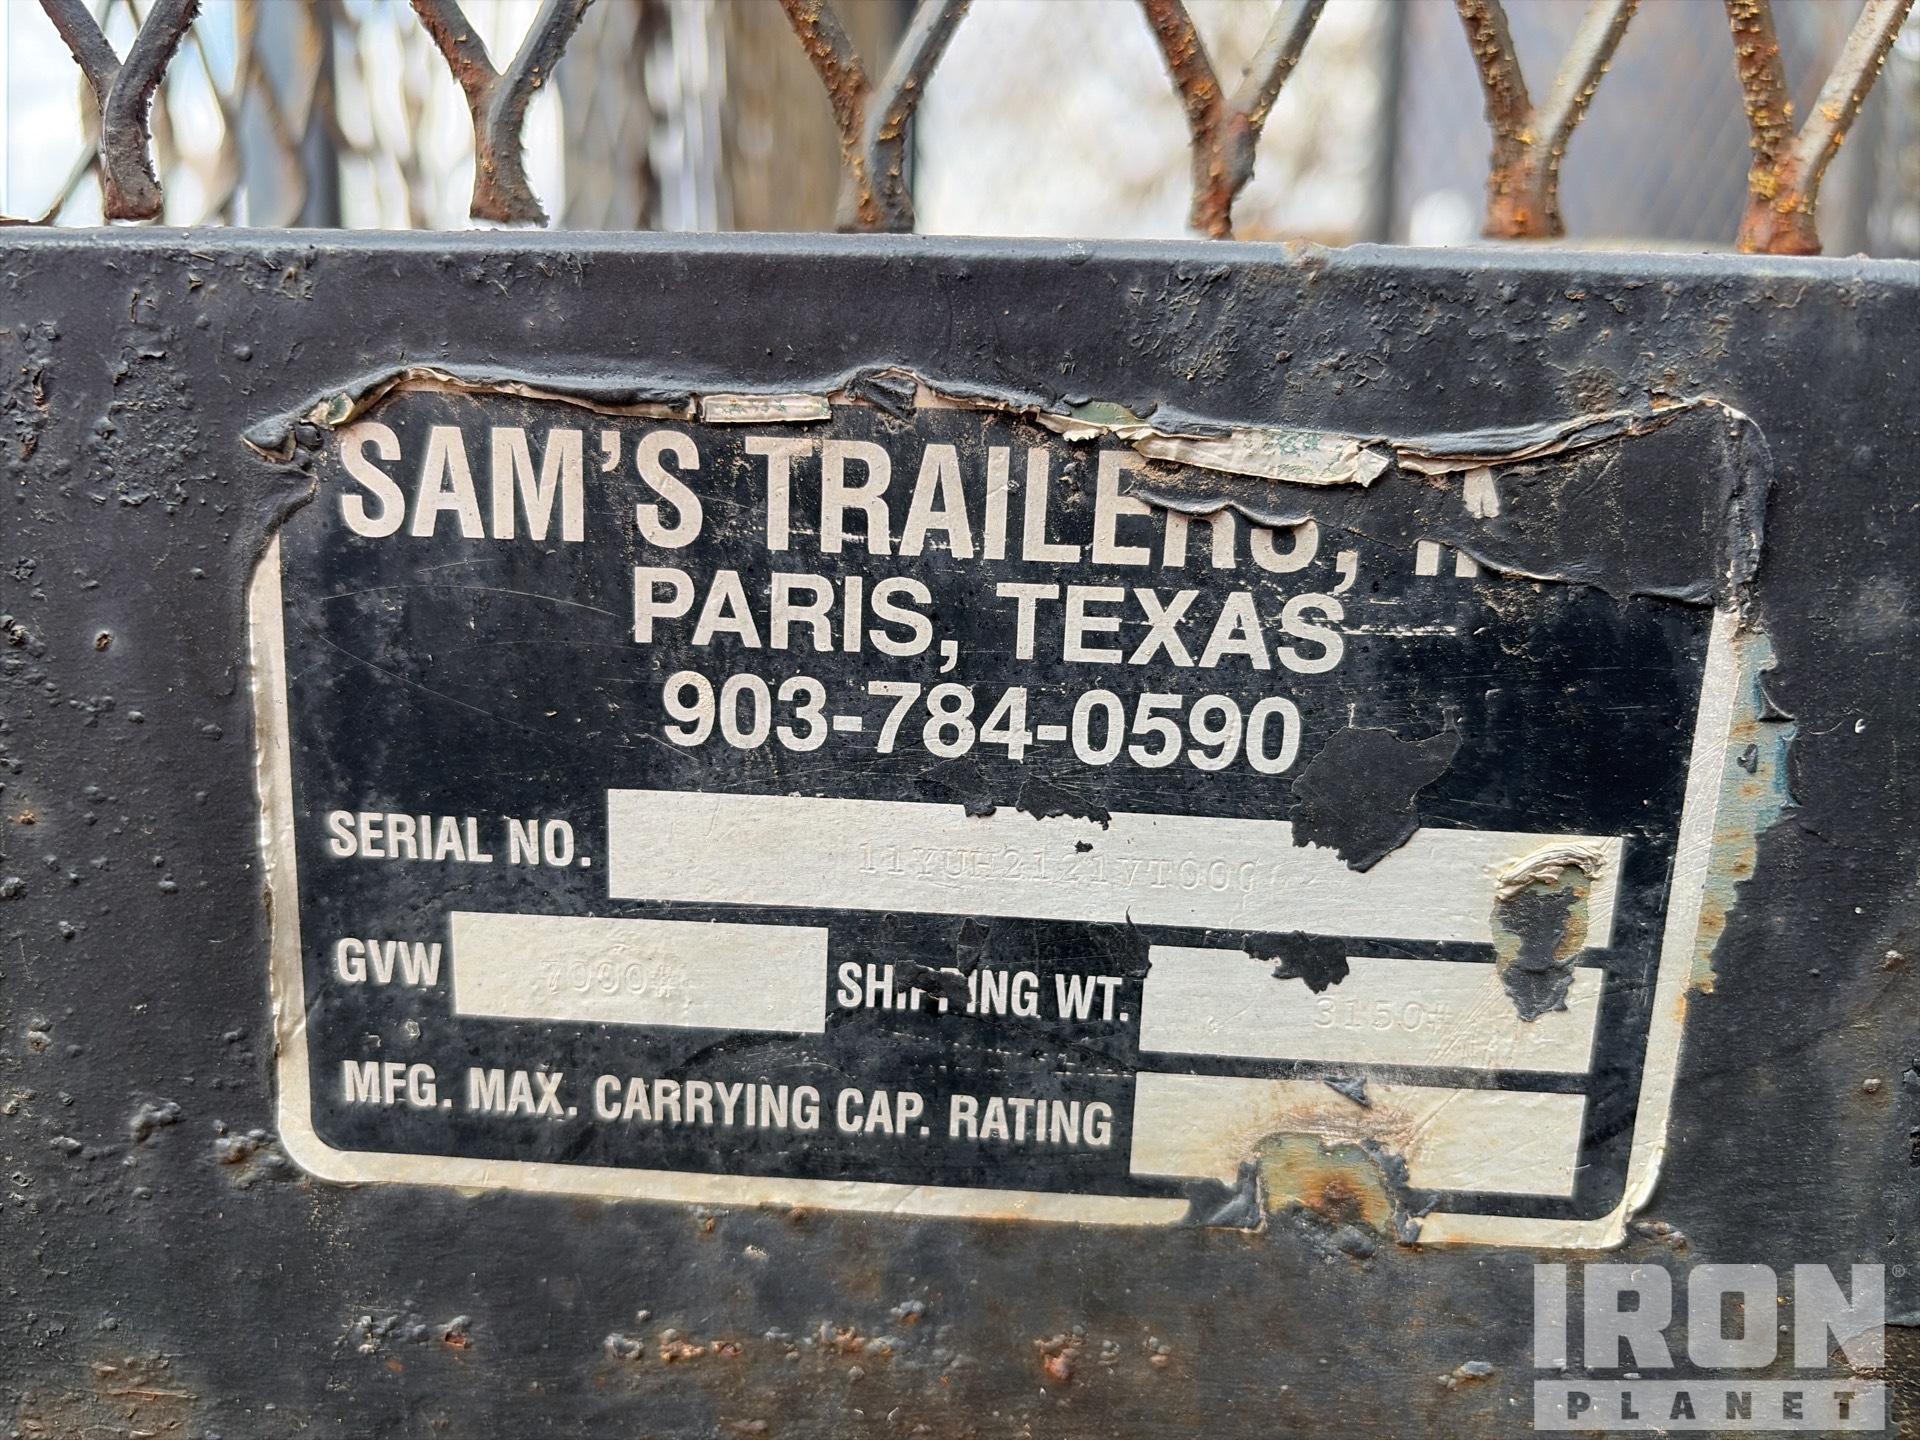 SAM'S TRAILERS,
PARIS, TEXAS
903-784-0590
SERIAL NO.
GVW 7000# SHIPPING WT. 3150#
MFG. MAX. CARRYING CAP. RATING
IRON
PLANET